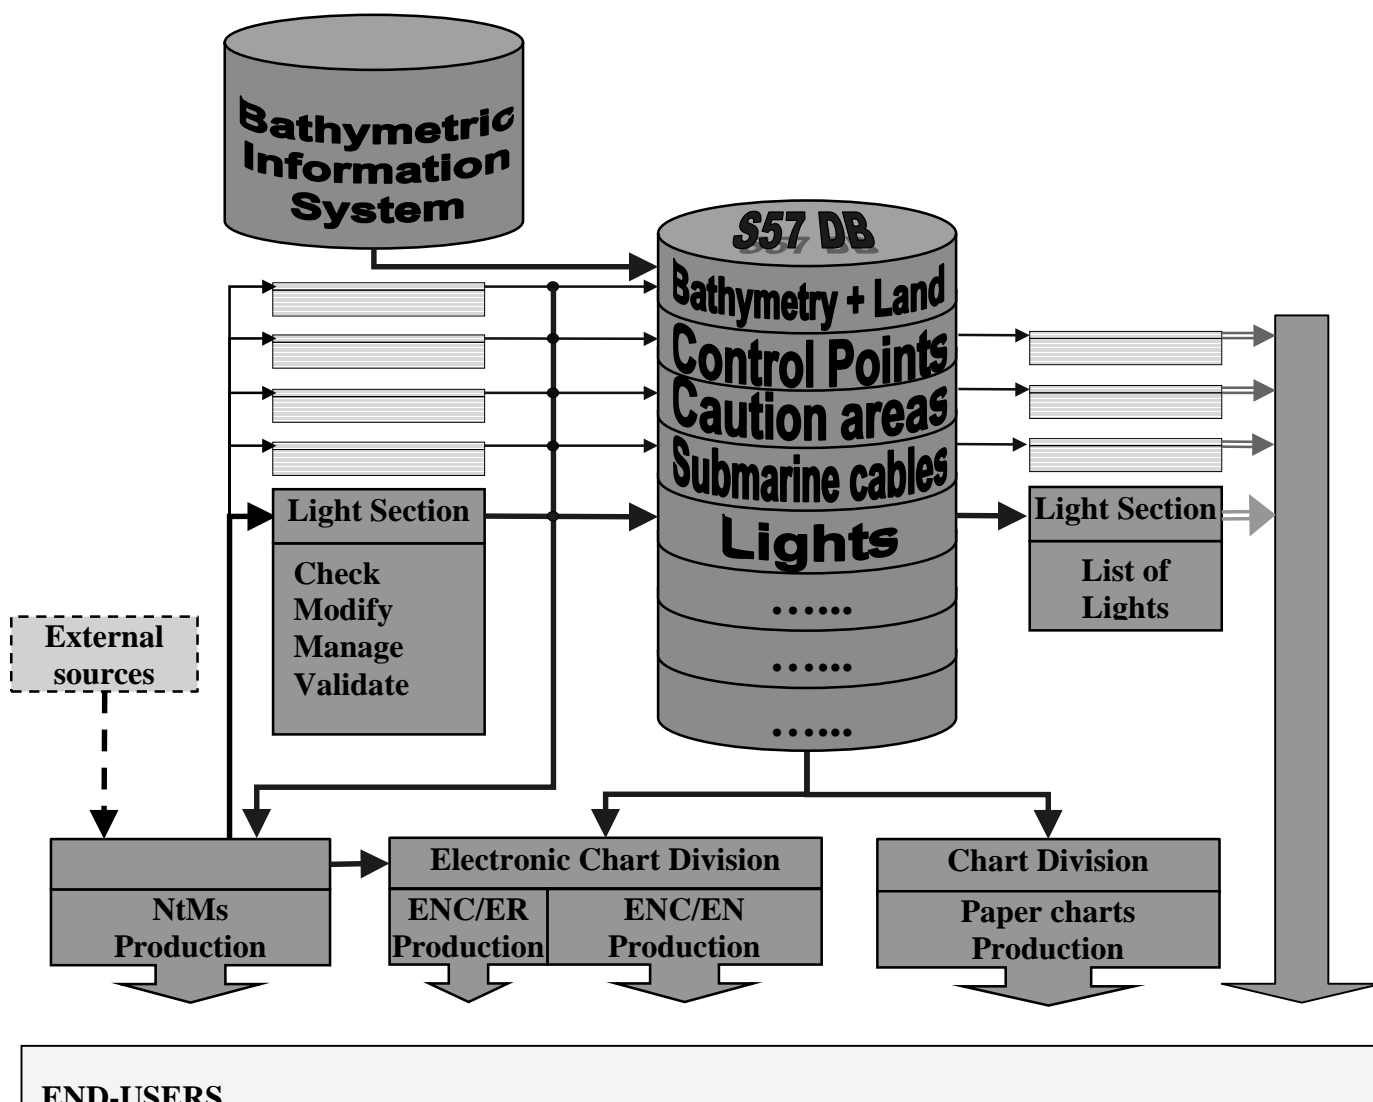 Bathymetric
Information
System
S57 DB
Bathymetry + Land
Control Points
Caution areas
Submarine cables
Lights
......
......
......
Light Section
Check
Modify
Manage
Validate
Light Section
List of
Lights
External
sources
NtMs
Production
Electronic Chart Division
ENC/ER
Production
ENC/EN
Production
Chart Division
Paper charts
Production
END-USERS